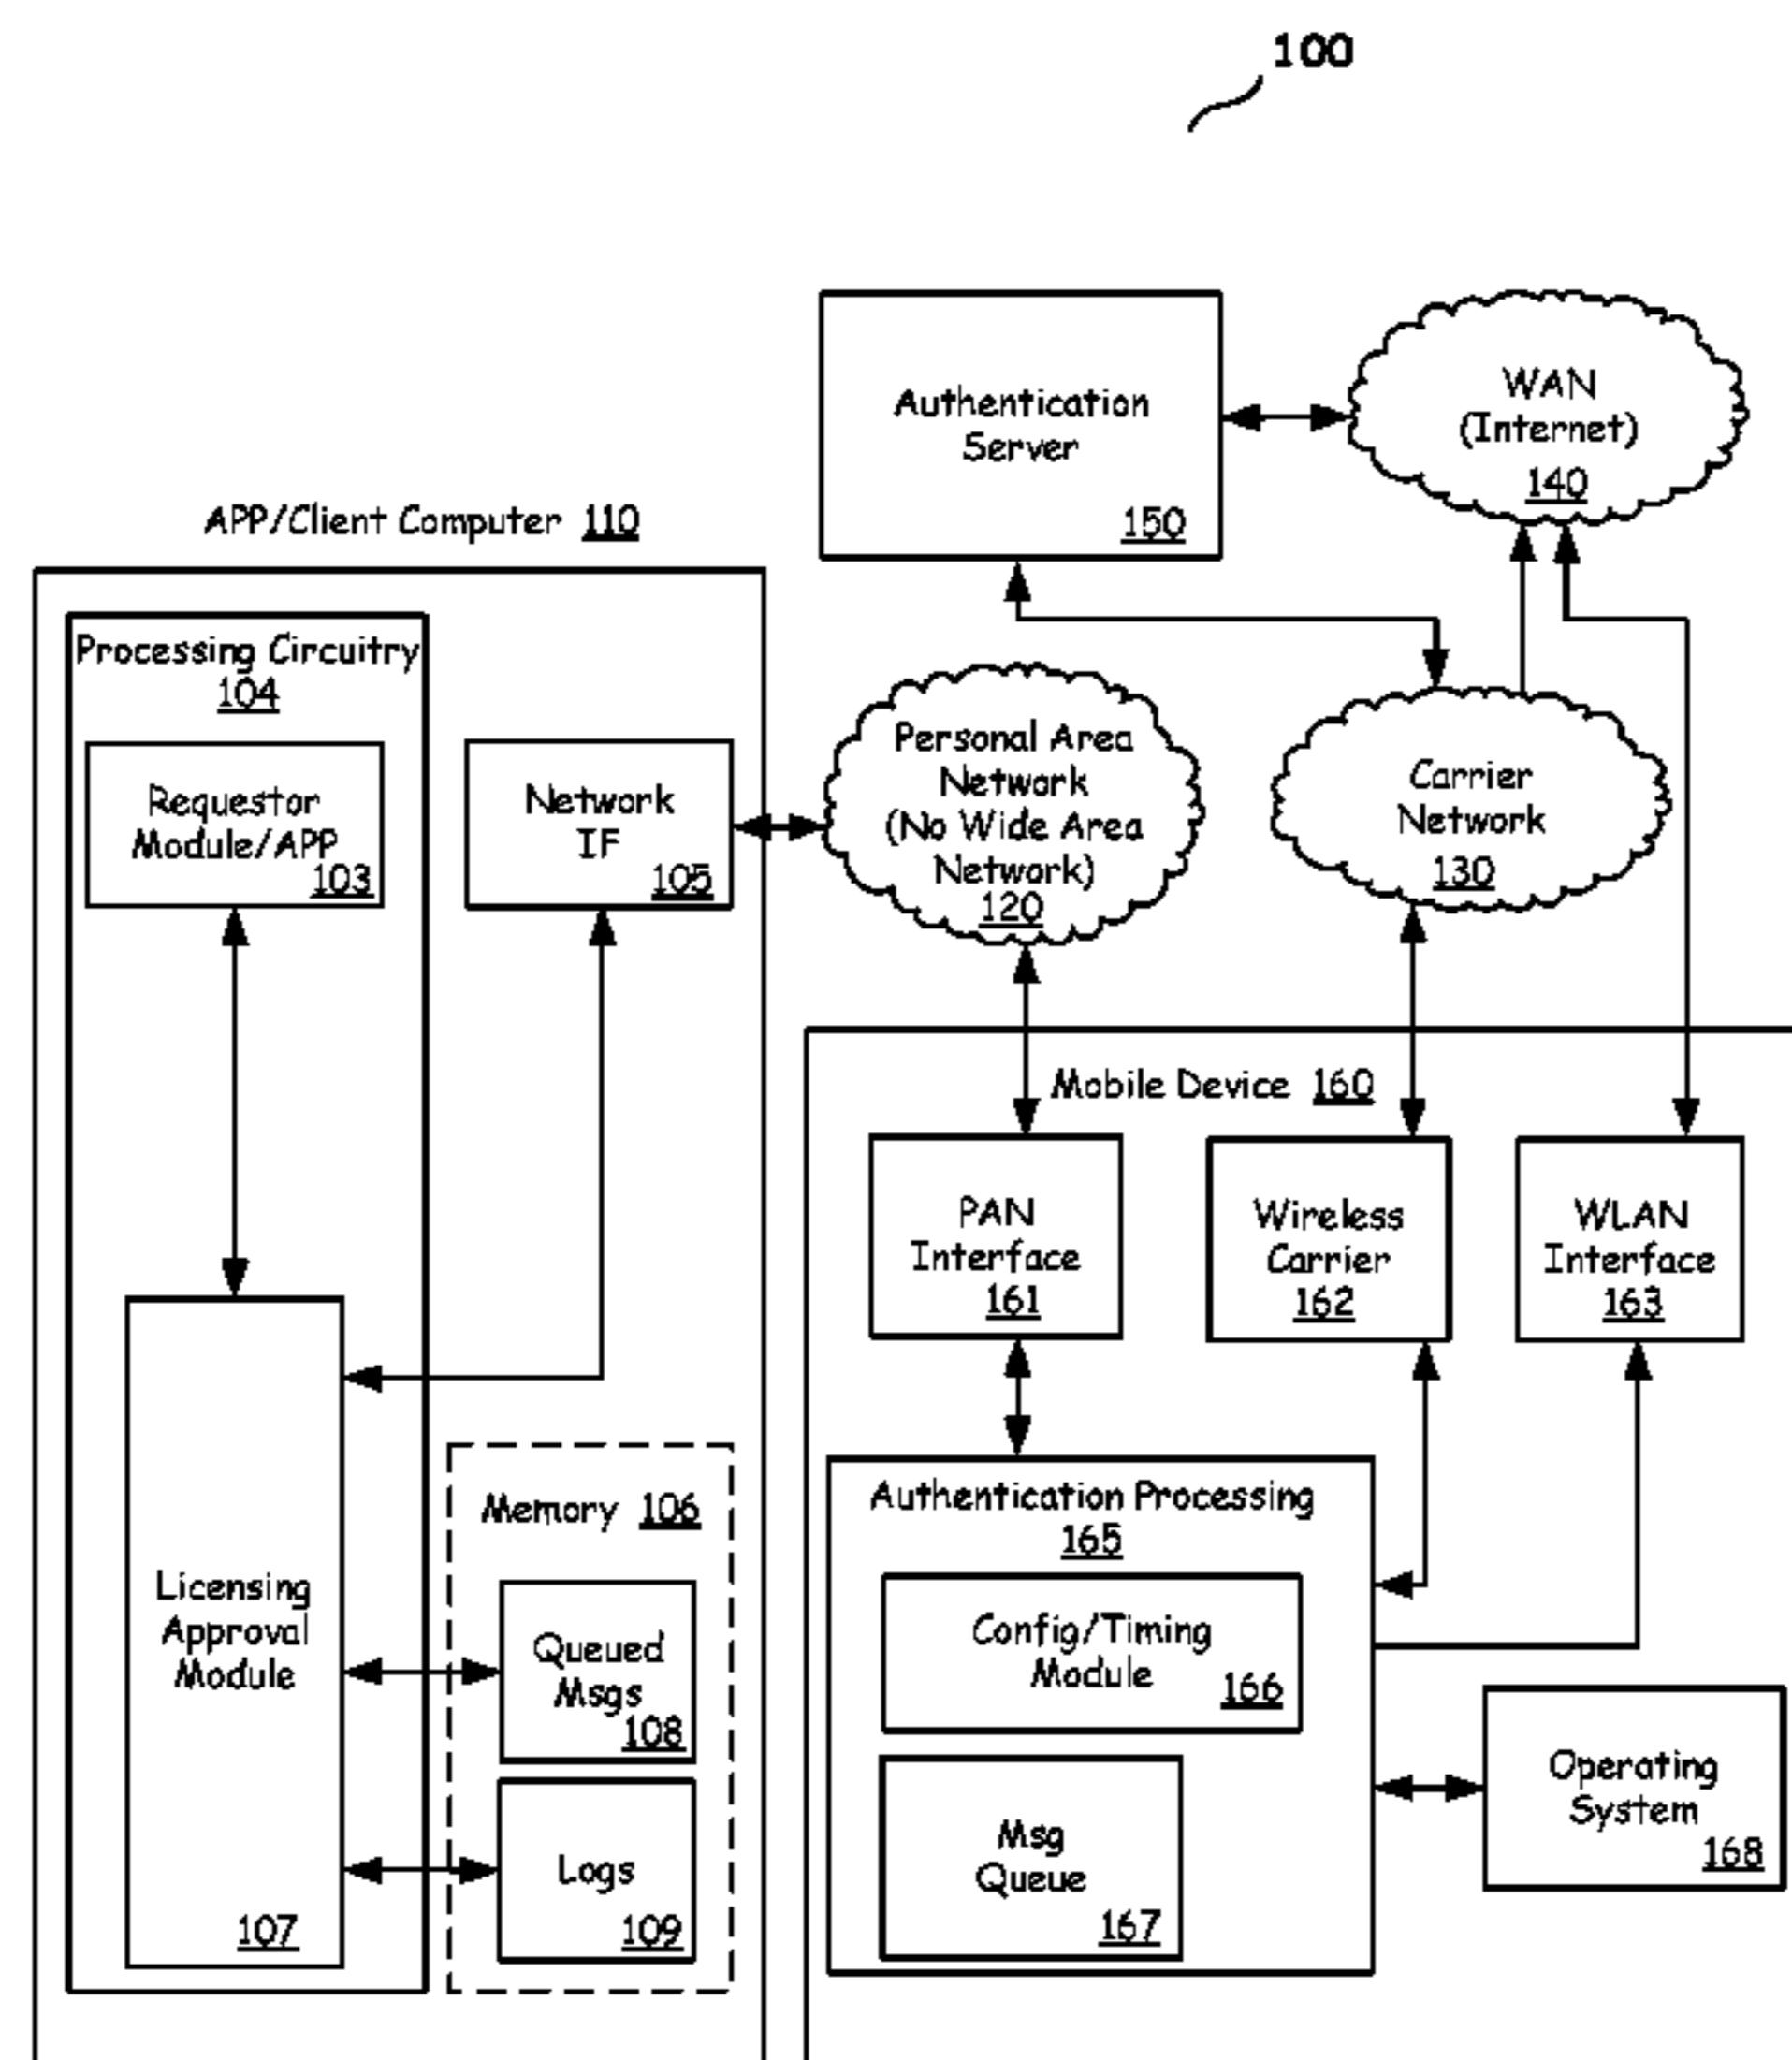 100
Authentication
Server
150
WAN
(Internet)
140
APP/Client Computer 110
Processing Circuitry
104
Requestor
Module/APP
103
Network
IF
105
Personal Area
Network
(No Wide Area
Network)
120
Carrier
Network
130
Mobile Device 160
PAN
Interface
161
Wireless
Carrier
162
WLAN
Interface
163
Licensing
Approval
Module
107
Memory 106
Queued
Msgs
108
Logs
109
Authentication Processing
165
Config/Timing
Module
166
Msg
Queue
167
Operating
System
168